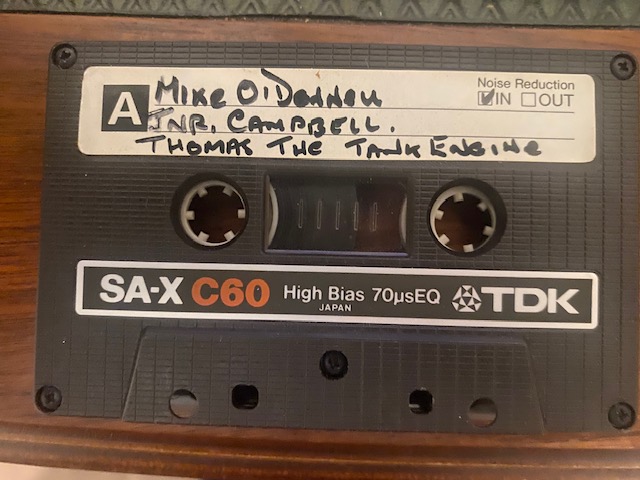 A
Mike O'Donnell
JNR. CAMPBELL.
THOMAS THE TANK ENGINE
Noise Reduction
IN OUT
SA-X C60 High Bias 70µsEQ TDK
JAPAN